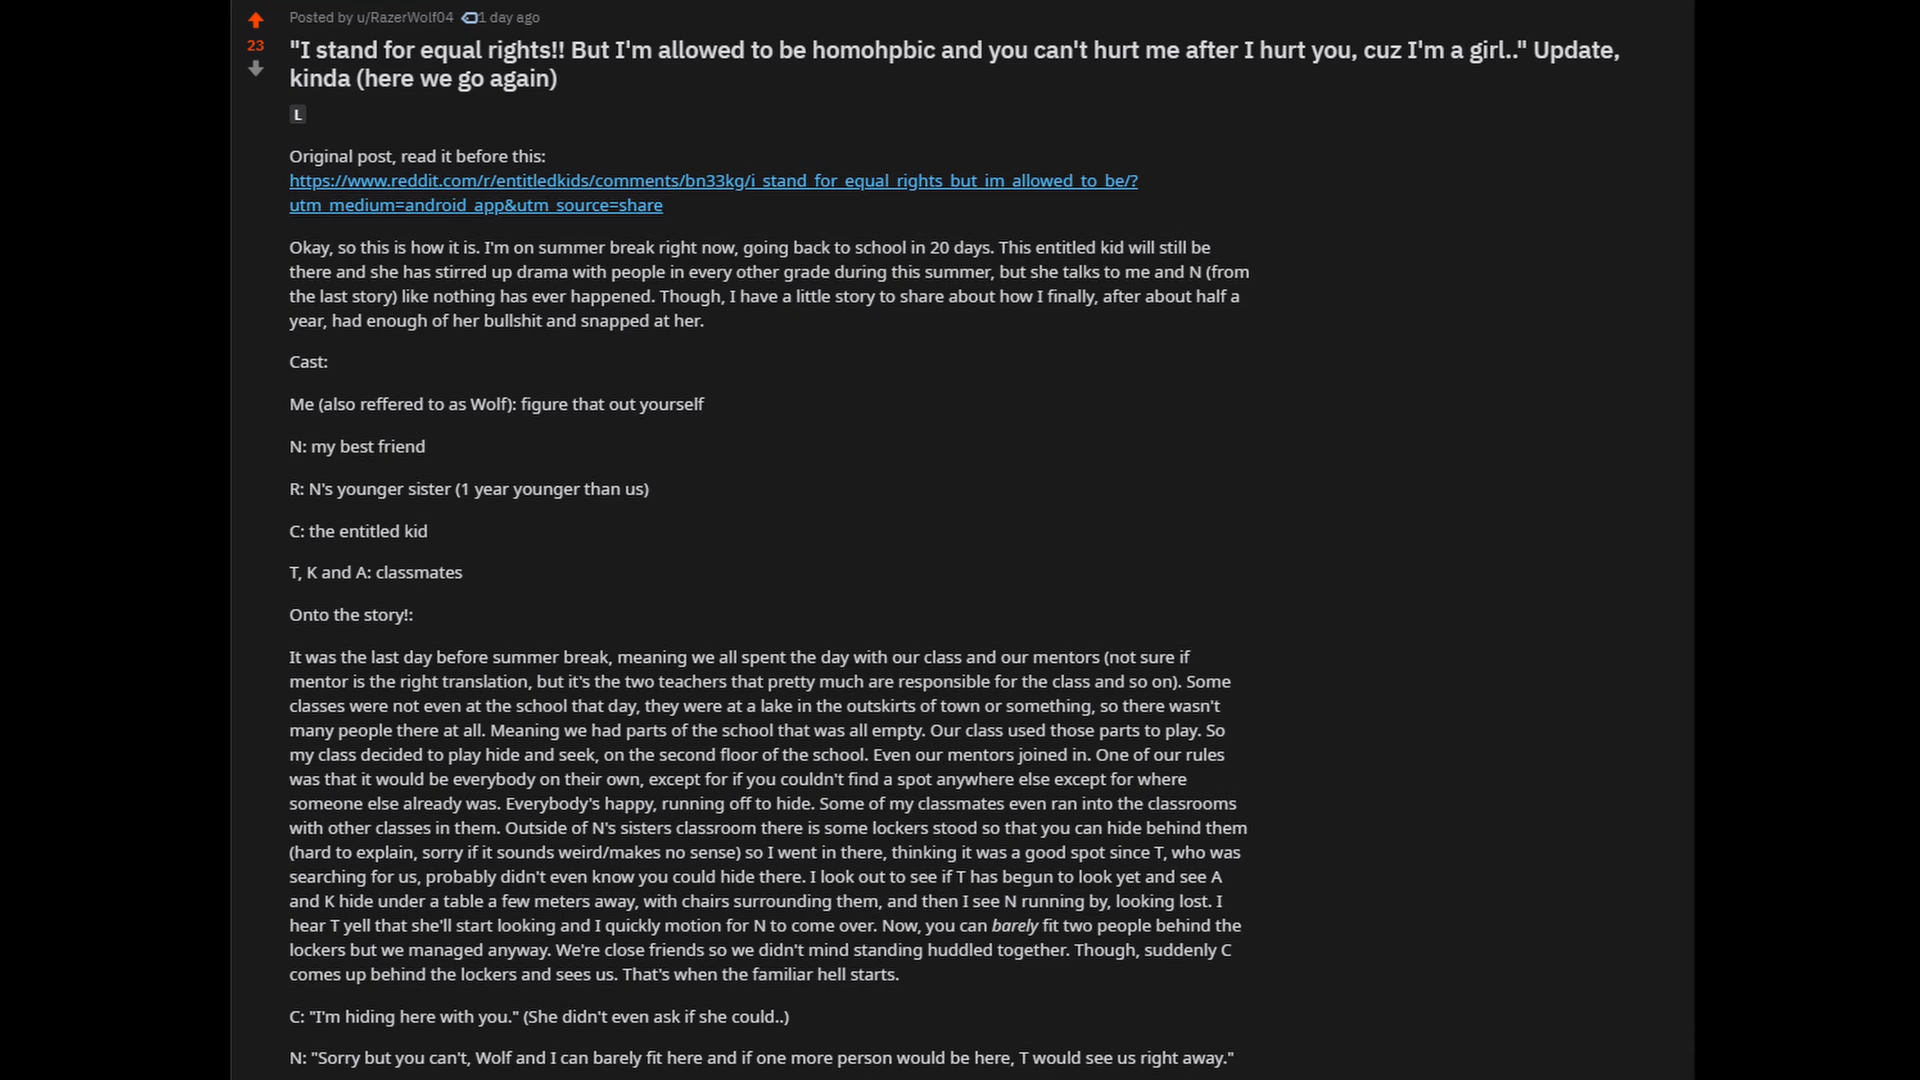 Posted by u/RazerWolf04 1 day ago
23
"I stand for equal rights!! But I'm allowed to be homohpbic and you can't hurt me after I hurt you, cuz I'm a girl.." Update,
kinda (here we go again)
L
Original post, read it before this:
https://www.reddit.com/r/entitledkids/comments/bn33kg/i_stand_for_equal_rights_but_im_allowed_to_be/?
utm_medium=android_app&utm_source=share
Okay, so this is how it is. I'm on summer break right now, going back to school in 20 days. This entitled kid will still be
there and she has stirred up drama with people in every other grade during this summer, but she talks to me and N (from
the last story) like nothing has ever happened. Though, I have a little story to share about how I finally, after about half a
year, had enough of her bullshit and snapped at her.
Cast:
Me (also reffered to as Wolf): figure that out yourself
N: my best friend
R: N's younger sister (1 year younger than us)
C: the entitled kid
T, K and A: classmates
Onto the story!:
It was the last day before summer break, meaning we all spent the day with our class and our mentors (not sure if
mentor is the right translation, but it's the two teachers that pretty much are responsible for the class and so on). Some
classes were not even at the school that day, they were at a lake in the outskirts of town or something, so there wasn't
many people there at all. Meaning we had parts of the school that was all empty. Our class used those parts to play. So
my class decided to play hide and seek, on the second floor of the school. Even our mentors joined in. One of our rules
was that it would be everybody on their own, except for if you couldn't find a spot anywhere else except for where
someone else already was. Everybody's happy, running off to hide. Some of my classmates even ran into the classrooms
with other classes in them. Outside of N's sisters classroom there is some lockers stood so that you can hide behind them
(hard to explain, sorry if it sounds weird/makes no sense) so I went in there, thinking it was a good spot since T, who was
searching for us, probably didn't even know you could hide there. I look out to see if T has begun to look yet and see A
and K hide under a table a few meters away, with chairs surrounding them, and then I see N running by, looking lost. I
hear T yell that she'll start looking and I quickly motion for N to come over. Now, you can barely fit two people behind the
lockers but we managed anyway. We're close friends so we didn't mind standing huddled together. Though, suddenly C
comes up behind the lockers and sees us. That's when the familiar hell starts.
C: "I'm hiding here with you." (She didn't even ask if she could..)
N: "Sorry but you can't, Wolf and I can barely fit here and if one more person would be here, T would see us right away."